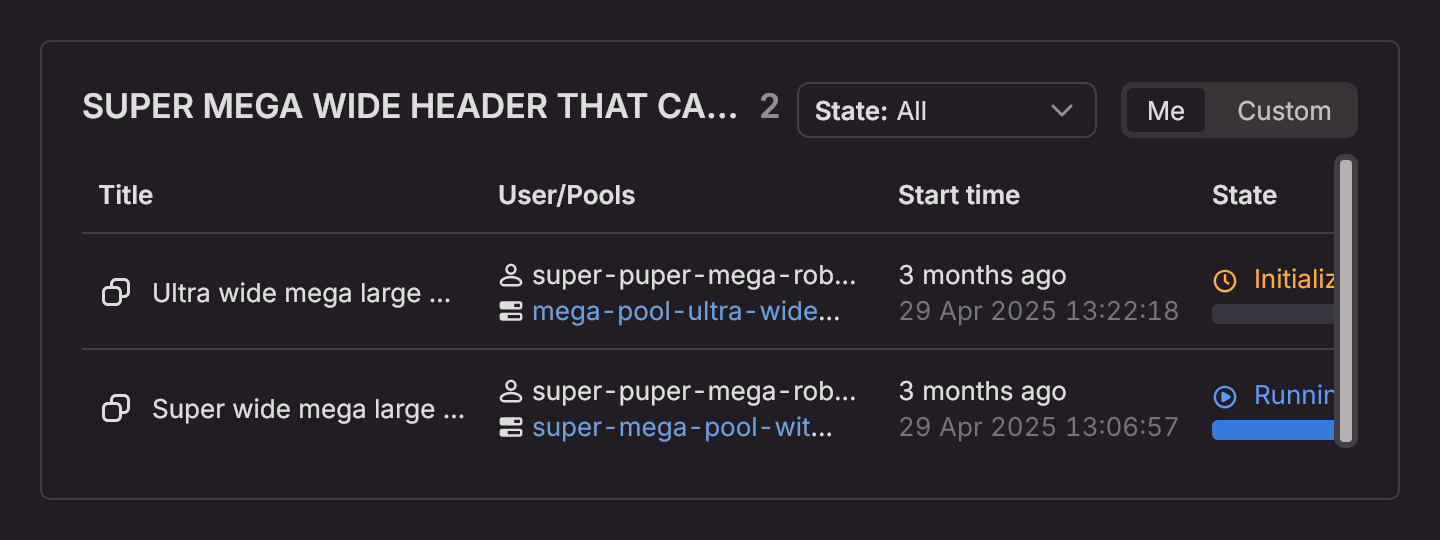 SUPER MEGA WIDE HEADER THAT CA... 2 State: All Me Custom
Title User/Pools Start time State
Ultra wide mega large ... super-puper-mega-rob... 3 months ago Initializ
mega-pool-ultra-wide... 29 Apr 2025 13:22:18
Super wide mega large ... super-puper-mega-rob... 3 months ago Runnin
super-mega-pool-wit... 29 Apr 2025 13:06:57